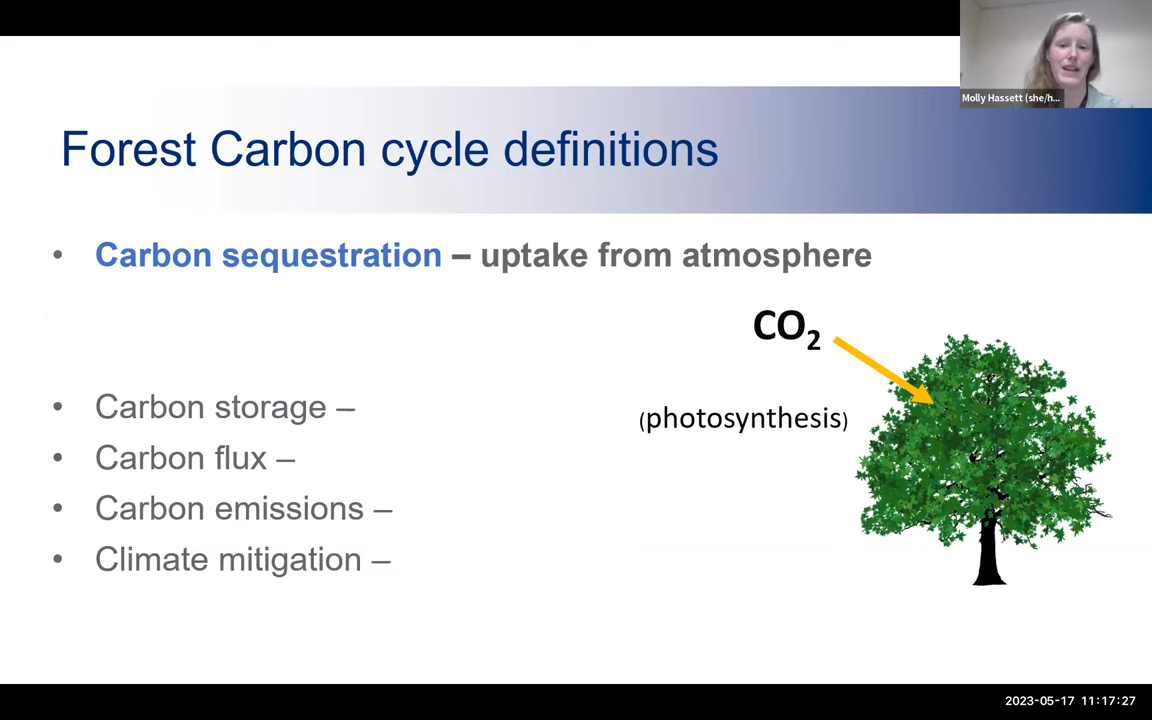 Molly Hassett (she/h...
Forest Carbon cycle definitions
• Carbon sequestration – uptake from atmosphere
CO₂
(photosynthesis)
• Carbon storage –
• Carbon flux –
• Carbon emissions –
• Climate mitigation –
2023-05-17 11:17:27